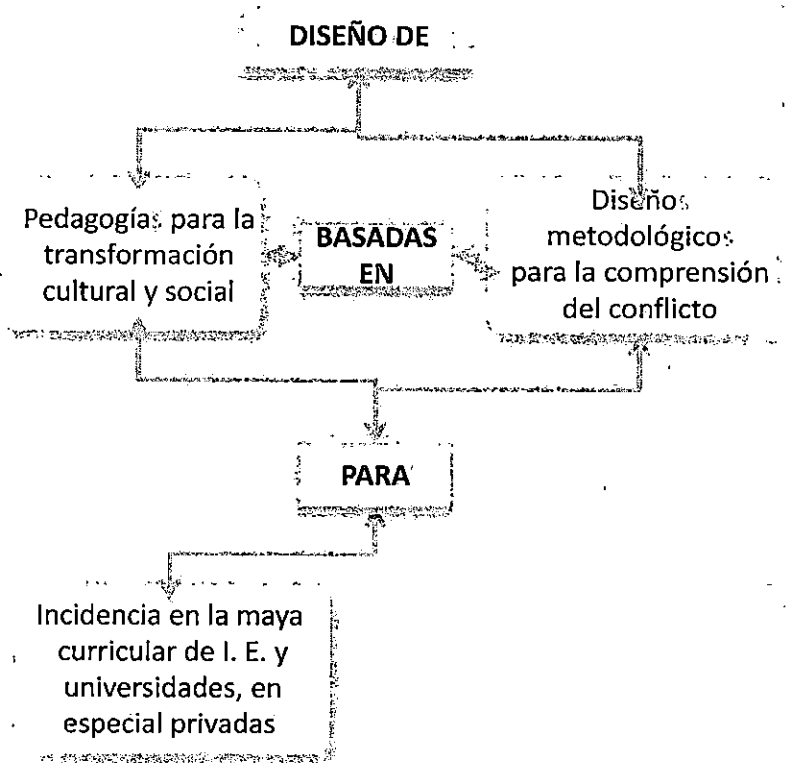 DISEÑO DE
Pedagogías para la
transformación
cultural y social
BASADAS
EN
Diseños
metodológicos
para la comprensión
del conflicto
PARA
Incidencia en la maya
curricular de I. E. y
universidades, en
especial privadas